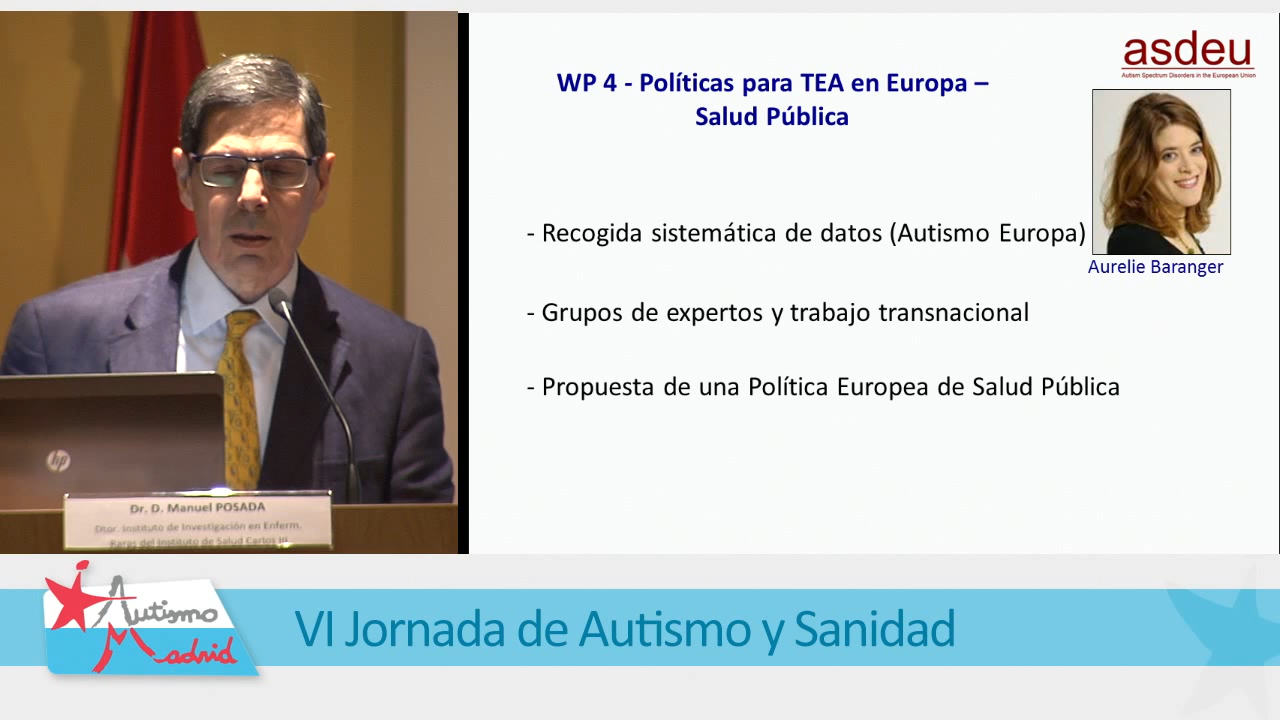 asdeu
Autism Spectrum Disorders in the European Union
WP 4 - Políticas para TEA en Europa –
Salud Pública
- Recogida sistemática de datos (Autismo Europa)
Aurelie Baranger
- Grupos de expertos y trabajo transnacional
- Propuesta de una Política Europea de Salud Pública
hp
Dr. D. Manuel POSADA
Dtor. Instituto de Investigación en Enferm.
Raras del Instituto de Salud Carlos III
Autismo
Madrid
VI Jornada de Autismo y Sanidad